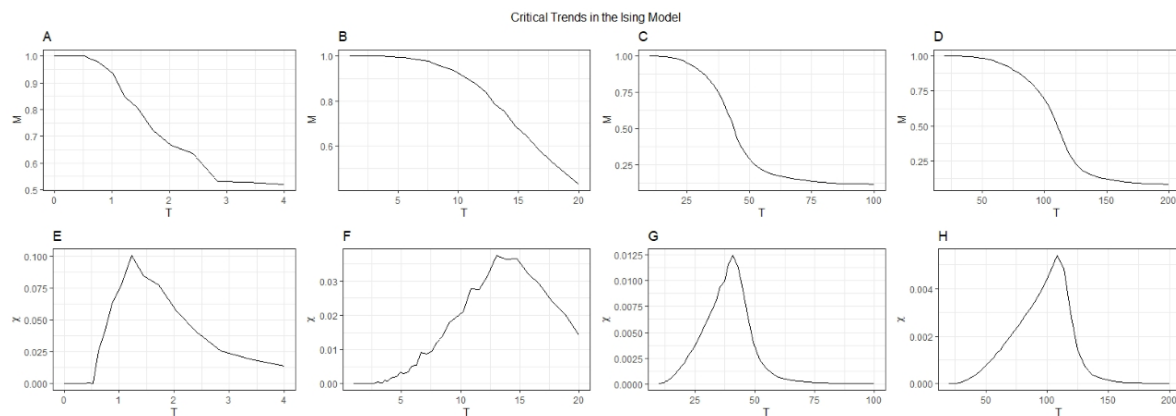 Critical Trends in the Ising Model
A B C D
1.0
0.9
0.8
0.7
0.6
0.5
M
0 1 2 3 4
T
1.0
0.8
0.6
M
5 10 15 20
T
1.00
0.75
0.50
0.25
M
25 50 75 100
T
1.00
0.75
0.50
0.25
M
50 100 150 200
T
E F G H
0.100
0.075
0.050
0.025
0.000
χ
0 1 2 3 4
T
0.03
0.02
0.01
0.00
χ
5 10 15 20
T
0.0125
0.0100
0.0075
0.0050
0.0025
0.0000
χ
25 50 75 100
T
0.004
0.002
0.000
χ
50 100 150 200
T